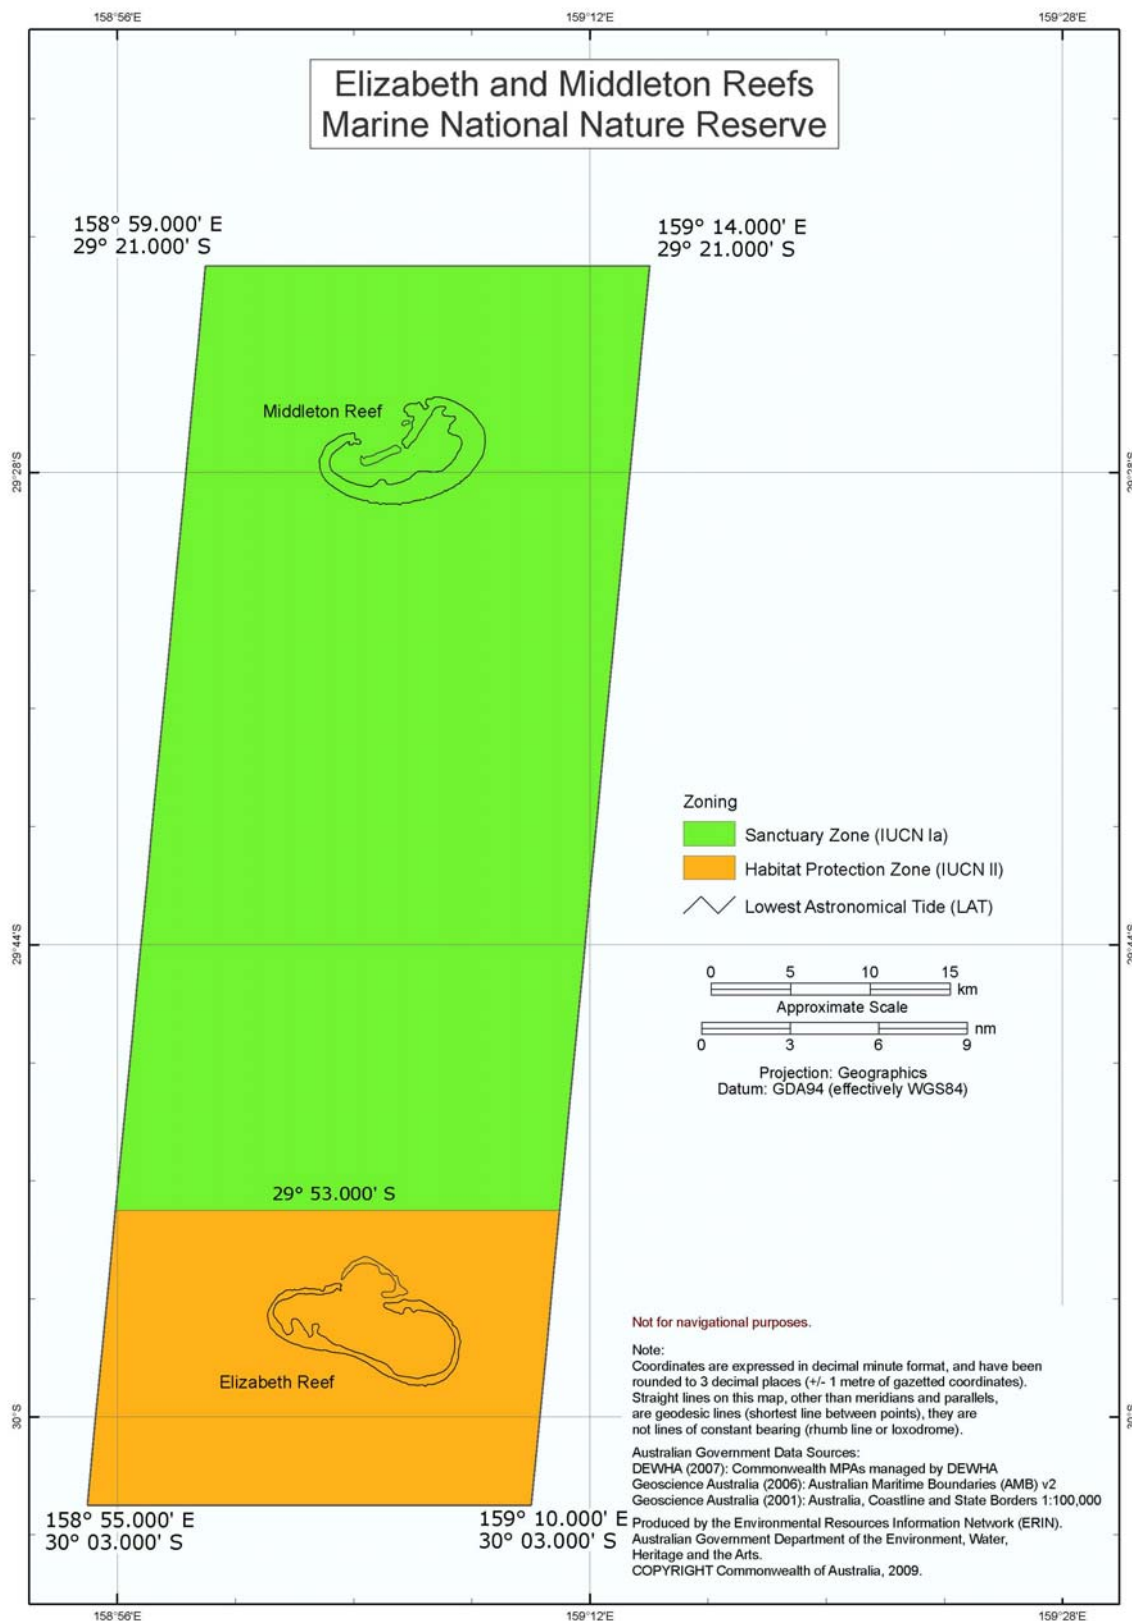 158°56'E
159°12'E
159°28'E
Elizabeth and Middleton Reefs
Marine National Nature Reserve
158° 59.000' E
29° 21.000' S
159° 14.000' E
29° 21.000' S
Middleton Reef
29°28'S
29°28'S
Zoning
Sanctuary Zone (IUCN Ia)
Habitat Protection Zone (IUCN II)
Lowest Astronomical Tide (LAT)
29°44'S
29°44'S
0 5 10 15
km
Approximate Scale
nm
0 3 6 9
Projection: Geographics
Datum: GDA94 (effectively WGS84)
29° 53.000' S
Elizabeth Reef
30°S
30°S
Not for navigational purposes.
Note:
Coordinates are expressed in decimal minute format, and have been
rounded to 3 decimal places (+/- 1 metre of gazetted coordinates).
Straight lines on this map, other than meridians and parallels,
are geodesic lines (shortest line between points), they are
not lines of constant bearing (rhumb line or loxodrome).
Australian Government Data Sources:
DEWHA (2007): Commonwealth MPAs managed by DEWHA
Geoscience Australia (2006): Australian Maritime Boundaries (AMB) v2
Geoscience Australia (2001): Australia, Coastline and State Borders 1:100,000
Produced by the Environmental Resources Information Network (ERIN).
Australian Government Department of the Environment, Water,
Heritage and the Arts.
COPYRIGHT Commonwealth of Australia, 2009.
158° 55.000' E
30° 03.000' S
159° 10.000' E
30° 03.000' S
158°56'E
159°12'E
159°28'E